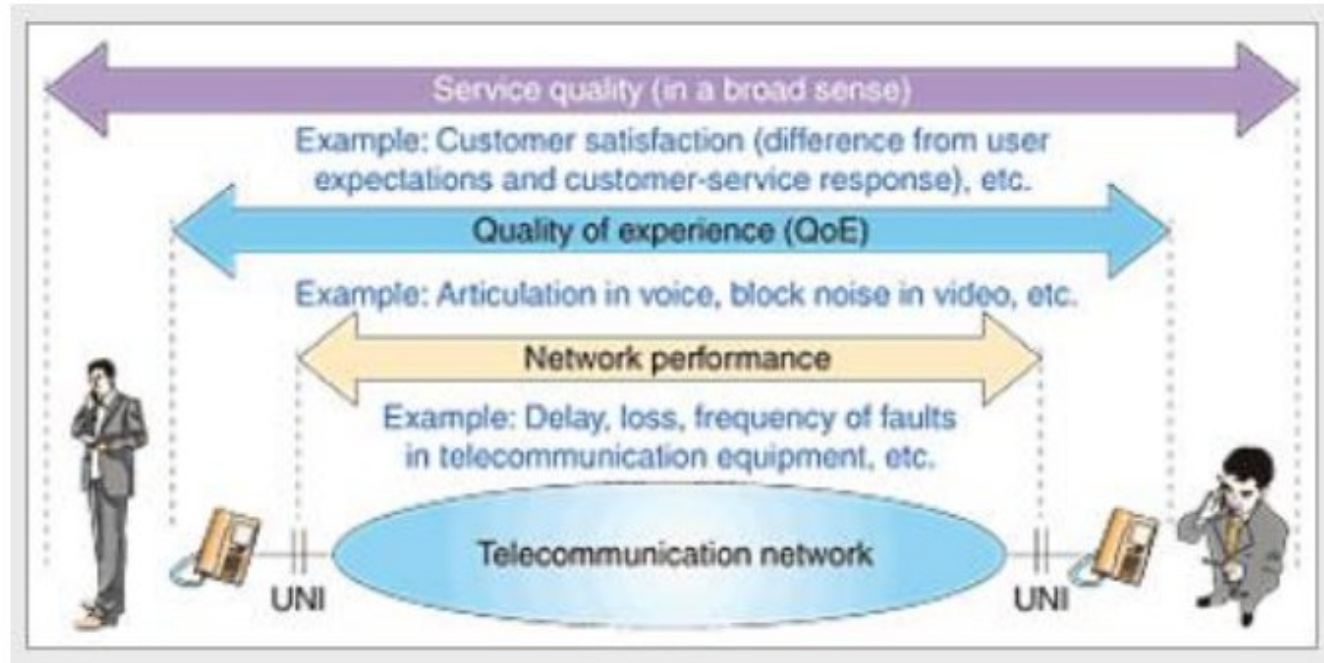 Service quality (in a broad sense)
Example: Customer satisfaction (difference from user
expectations and customer-service response), etc.
Quality of experience (QoE)
Example: Articulation in voice, block noise in video, etc.
Network performance
Example: Delay, loss, frequency of faults
in telecommunication equipment, etc.
Telecommunication network
UNI
UNI